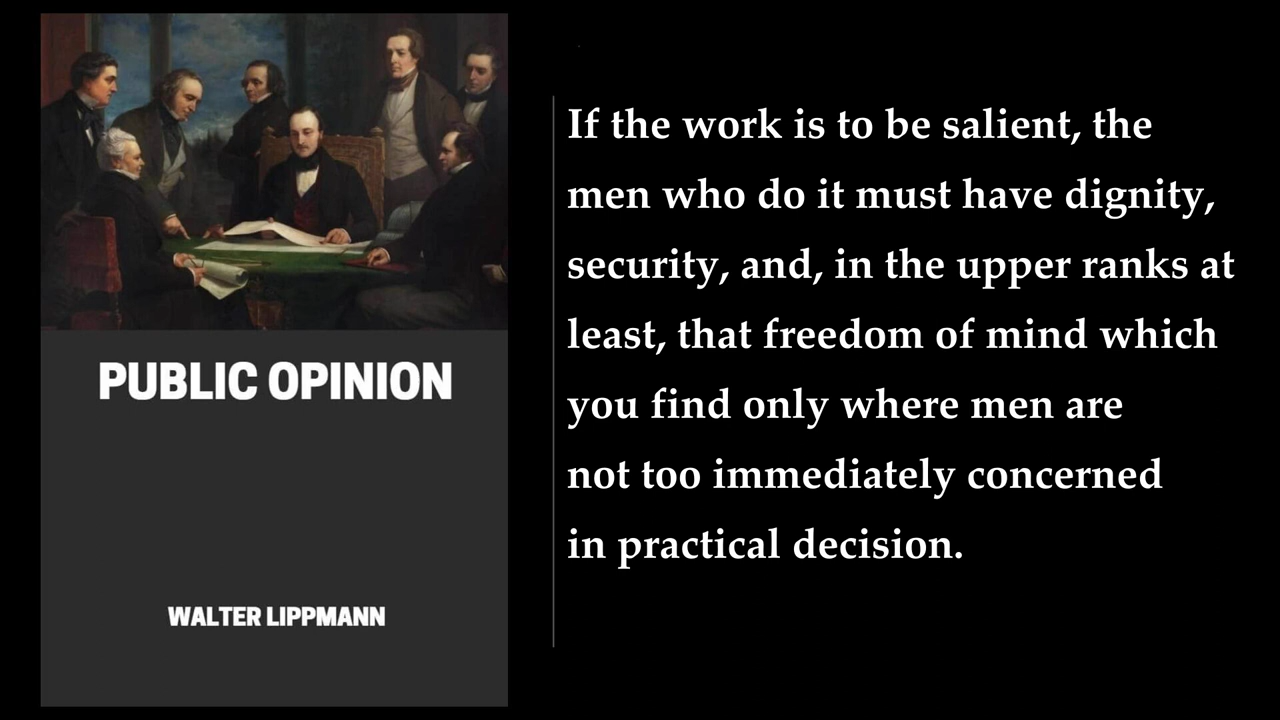 PUBLIC OPINION
WALTER LIPPMANN
If the work is to be salient, the
men who do it must have dignity,
security, and, in the upper ranks at
least, that freedom of mind which
you find only where men are
not too immediately concerned
in practical decision.